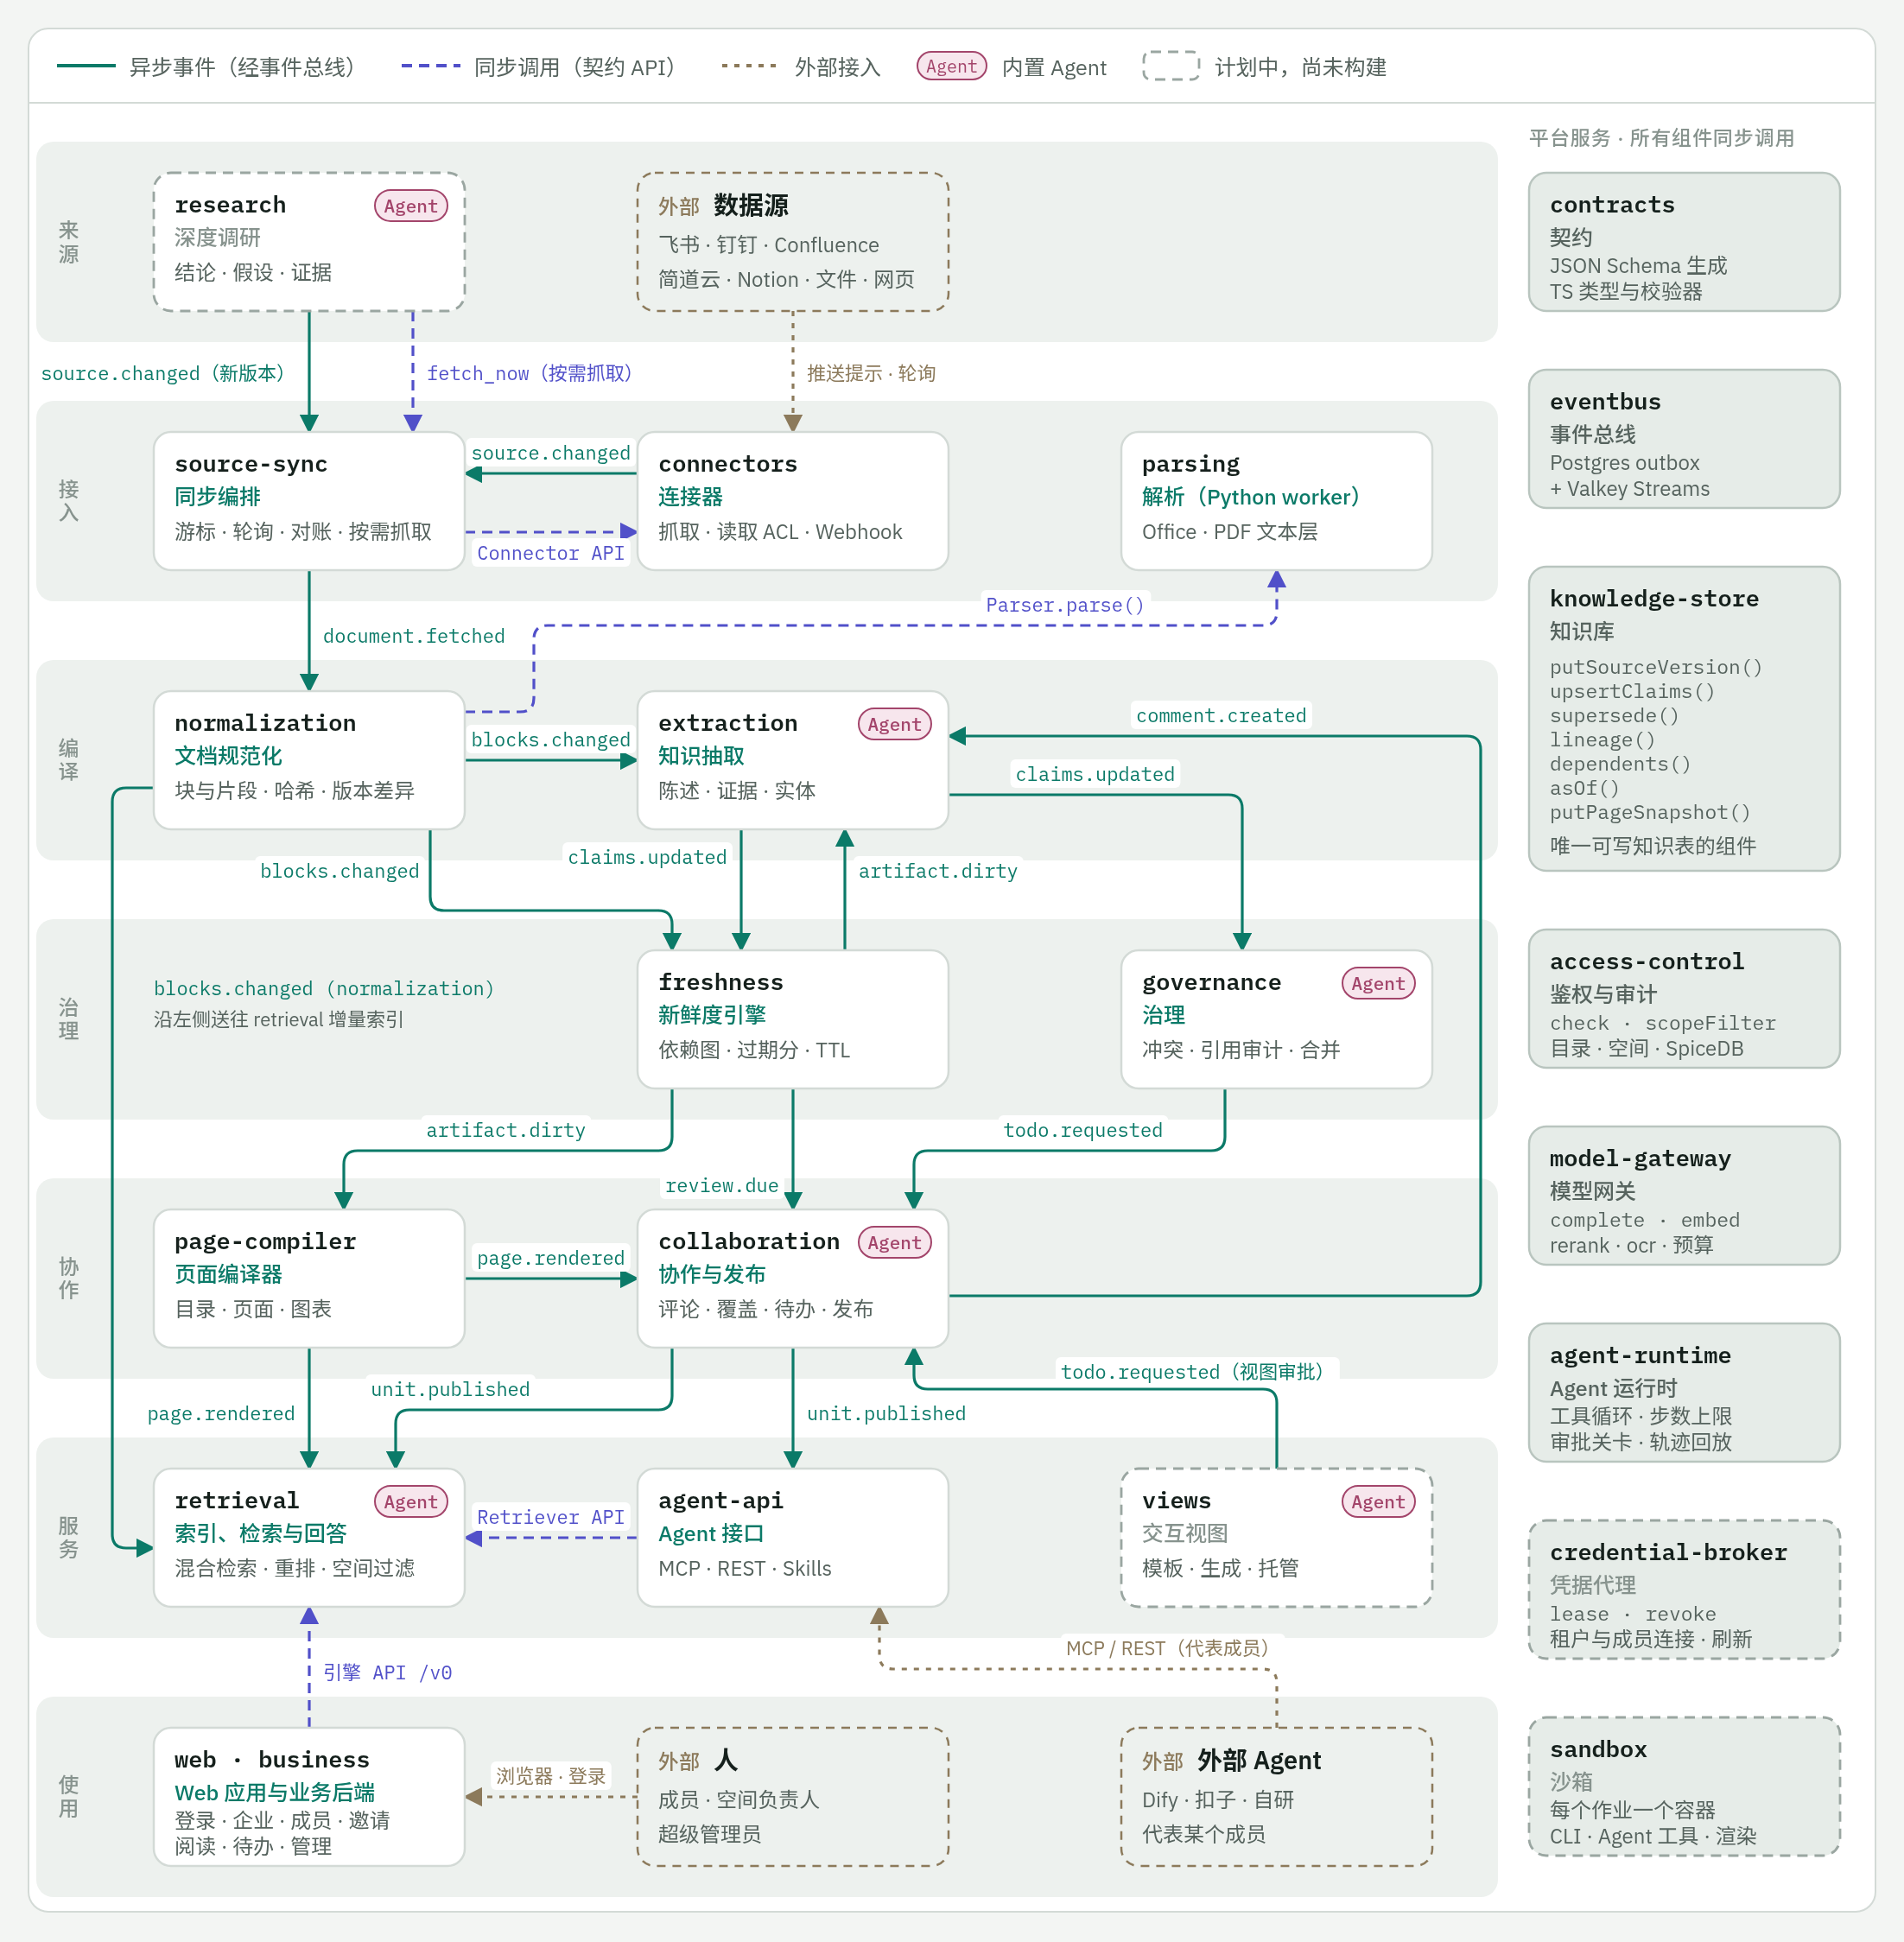 异步事件（经事件总线）
同步调用（契约 API）
外部接入
Agent
内置 Agent
计划中，尚未构建
平台服务 · 所有组件同步调用
来源
research
Agent
深度调研
结论 · 假设 · 证据
外部 数据源
飞书 · 钉钉 · Confluence
简道云 · Notion · 文件 · 网页
source.changed（新版本）
fetch_now（按需抓取）
推送提示 · 轮询
接入
source-sync
同步编排
游标 · 轮询 · 对账 · 按需抓取
source.changed
Connector API
connectors
连接器
抓取 · 读取 ACL · Webhook
parsing
解析（Python worker）
Office · PDF 文本层
document.fetched
Parser.parse()
编译
normalization
文档规范化
块与片段 · 哈希 · 版本差异
blocks.changed
extraction
Agent
知识抽取
陈述 · 证据 · 实体
comment.created
claims.updated
blocks.changed
claims.updated
artifact.dirty
治理
blocks.changed (normalization)
沿左侧送往 retrieval 增量索引
freshness
新鲜度引擎
依赖图 · 过期分 · TTL
governance
Agent
治理
冲突 · 引用审计 · 合并
artifact.dirty
review.due
todo.requested
协作
page-compiler
页面编译器
目录 · 页面 · 图表
page.rendered
collaboration
Agent
协作与发布
评论 · 覆盖 · 待办 · 发布
page.rendered
unit.published
unit.published
todo.requested（视图审批）
服务
retrieval
Agent
索引、检索与回答
混合检索 · 重排 · 空间过滤
Retriever API
agent-api
Agent 接口
MCP · REST · Skills
views
Agent
交互视图
模板 · 生成 · 托管
引擎 API /v0
MCP / REST（代表成员）
使用
web · business
Web 应用与业务后端
登录 · 企业 · 成员 · 邀请
阅读 · 待办 · 管理
浏览器 · 登录
外部 人
成员 · 空间负责人
超级管理员
外部 外部 Agent
Dify · 扣子 · 自研
代表某个成员
contracts
契约
JSON Schema 生成
TS 类型与校验器
eventbus
事件总线
Postgres outbox
+ Valkey Streams
knowledge-store
知识库
putSourceVersion()
upsertClaims()
supersede()
lineage()
dependents()
asOf()
putPageSnapshot()
唯一可写知识表的组件
access-control
鉴权与审计
check · scopeFilter
目录 · 空间 · SpiceDB
model-gateway
模型网关
complete · embed
rerank · ocr · 预算
agent-runtime
Agent 运行时
工具循环 · 步数上限
审批关卡 · 轨迹回放
credential-broker
凭据代理
lease · revoke
租户与成员连接 · 刷新
sandbox
沙箱
每个作业一个容器
CLI · Agent 工具 · 渲染